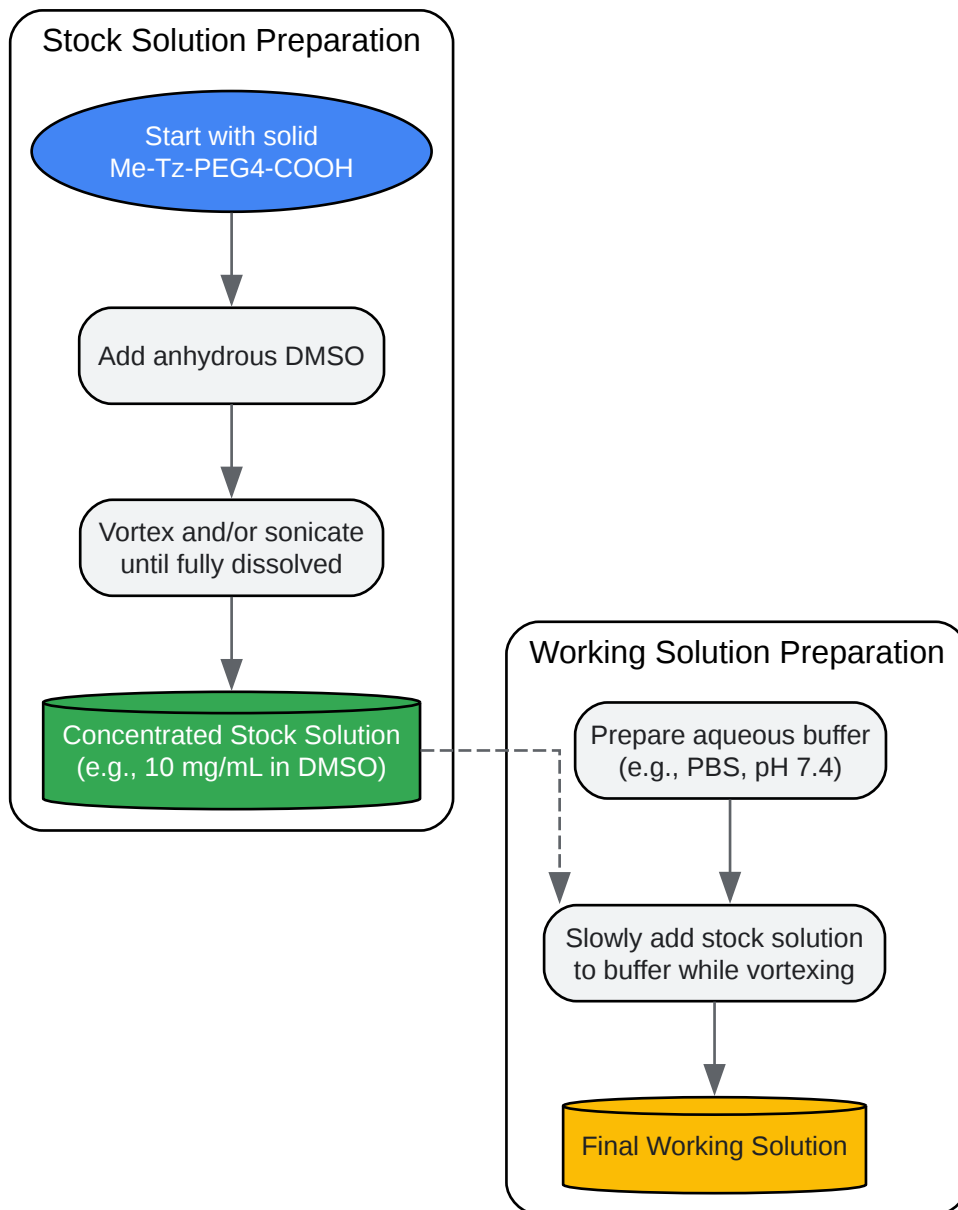 Stock Solution Preparation
Start with solid
Me-Tz-PEG4-COOH
Add anhydrous DMSO
Vortex and/or sonicate
until fully dissolved
Concentrated Stock Solution
(e.g., 10 mg/mL in DMSO)
Working Solution Preparation
Prepare aqueous buffer
(e.g., PBS, pH 7.4)
Slowly add stock solution
to buffer while vortexing
Final Working Solution